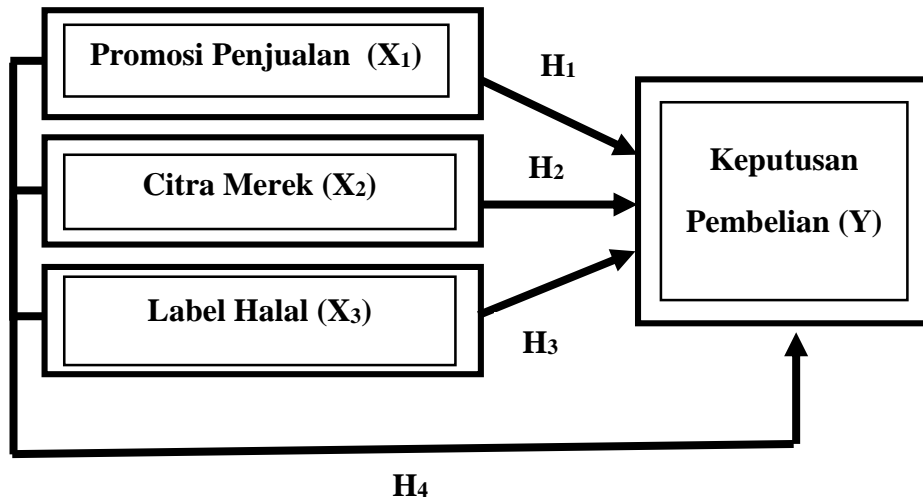 Promosi Penjualan (X₁)
H₁
Citra Merek (X₂)
H₂
Label Halal (X₃)
H₃
Keputusan
Pembelian (Y)
H₄